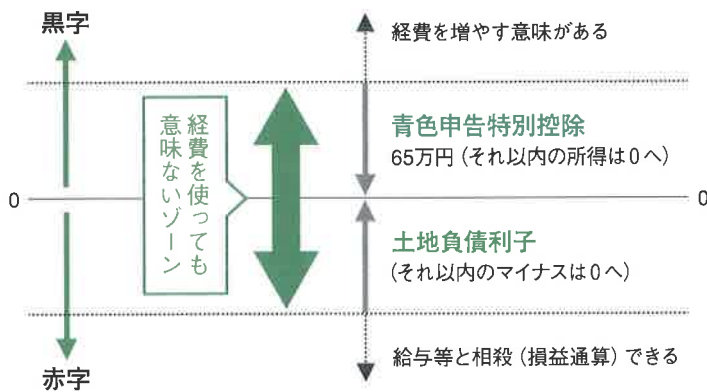 黒字
経費を増やす意味がある
経費を使っても
意味ないゾーン
青色申告特別控除
65万円（それ以内の所得は0へ）
0
0
土地負債利子
（それ以内のマイナスは0へ）
給与等と相殺（損益通算）できる
赤字